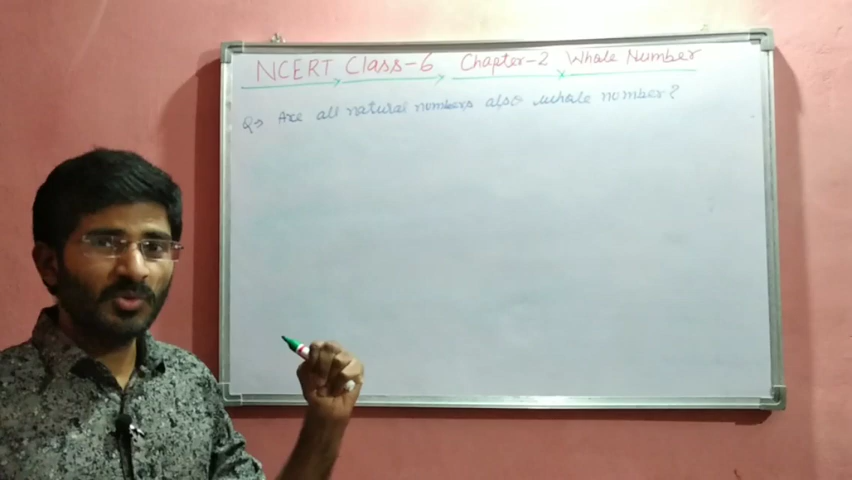 NCERT Class-6 Chapter-2 Whole Number
Q→ Are all natural numbers also whole number?